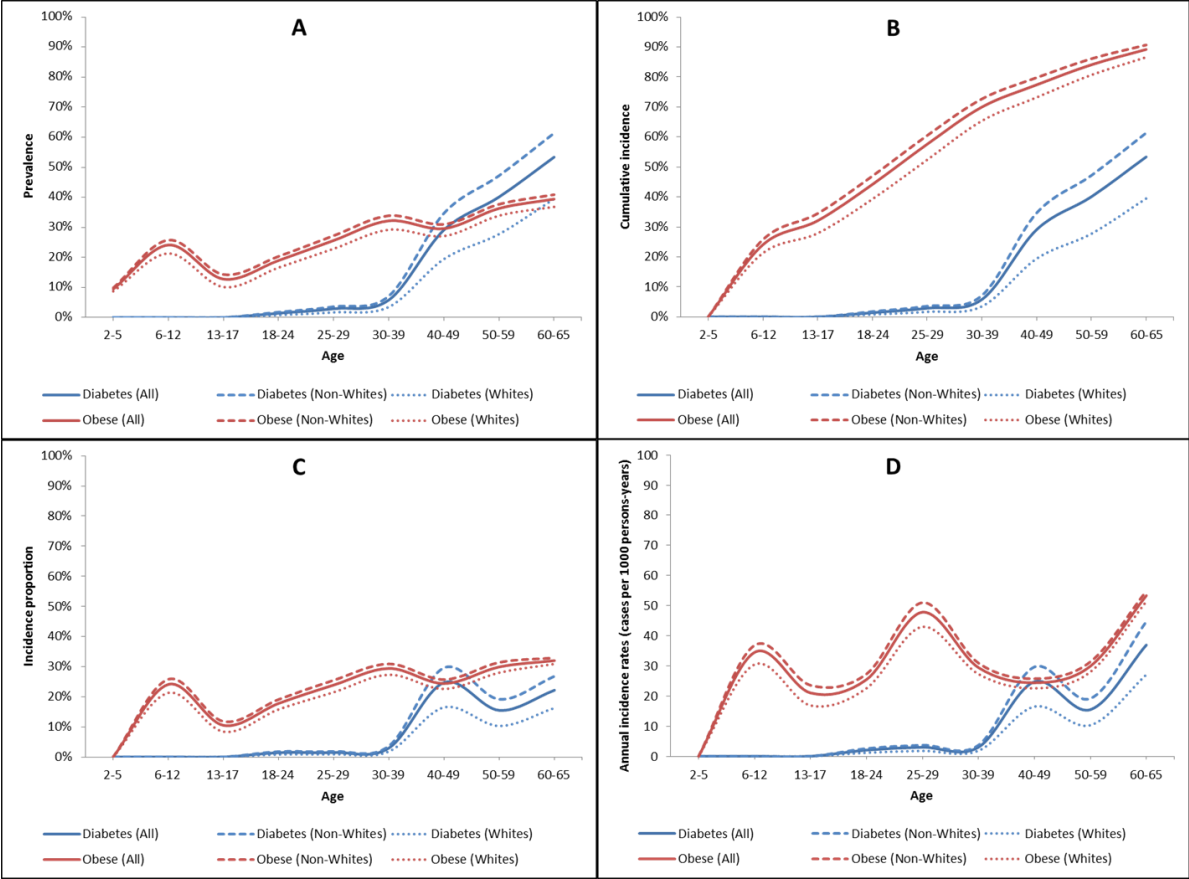 A
Prevalence
100%
90%
80%
70%
60%
50%
40%
30%
20%
10%
0%
2-5 6-12 13-17 18-24 25-29 30-39 40-49 50-59 60-65
Age
Diabetes (All) Diabetes (Non-Whites) Diabetes (Whites)
Obese (All) Obese (Non-Whites) Obese (Whites)
B
Cumulative incidence
100%
90%
80%
70%
60%
50%
40%
30%
20%
10%
0%
2-5 6-12 13-17 18-24 25-29 30-39 40-49 50-59 60-65
Age
Diabetes (All) Diabetes (Non-Whites) Diabetes (Whites)
Obese (All) Obese (Non-Whites) Obese (Whites)
C
Incidence proportion
100%
90%
80%
70%
60%
50%
40%
30%
20%
10%
0%
2-5 6-12 13-17 18-24 25-29 30-39 40-49 50-59 60-65
Age
Diabetes (All) Diabetes (Non-Whites) Diabetes (Whites)
Obese (All) Obese (Non-Whites) Obese (Whites)
D
Annual incidence rates (cases per 1000 persons-years)
100
90
80
70
60
50
40
30
20
10
0
2-5 6-12 13-17 18-24 25-29 30-39 40-49 50-59 60-65
Age
Diabetes (All) Diabetes (Non-Whites) Diabetes (Whites)
Obese (All) Obese (Non-Whites) Obese (Whites)